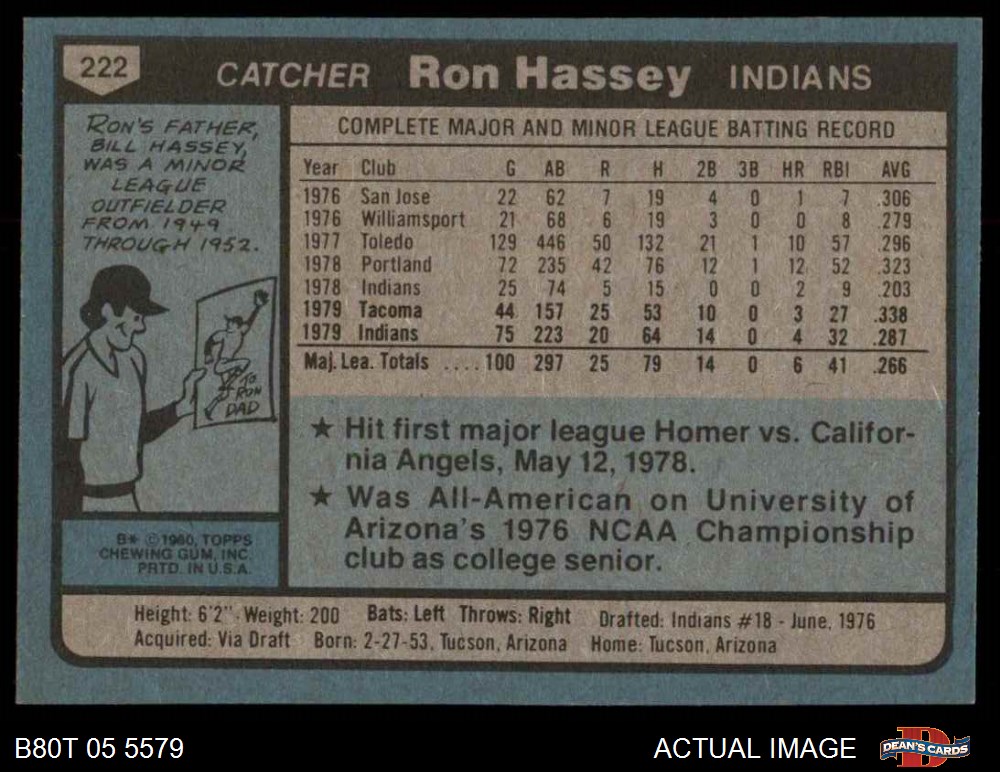 222 CATCHER Ron Hassey INDIANS
RON'S FATHER,
BILL HASSEY,
WAS A MINOR
LEAGUE
OUTFIELDER
FROM 1949
THROUGH 1952.
TO
RON
DAD
B* © 1980, TOPPS
CHEWING GUM, INC.
PRTD. IN U.S.A.
COMPLETE MAJOR AND MINOR LEAGUE BATTING RECORD
Year Club G AB R H 2B 3B HR RBI AVG
1976 San Jose 22 62 7 19 4 0 1 7 .306
1976 Williamsport 21 68 6 19 3 0 0 8 .279
1977 Toledo 129 446 50 132 21 1 10 57 .296
1978 Portland 72 235 42 76 12 1 12 52 .323
1978 Indians 25 74 5 15 0 0 2 9 .203
1979 Tacoma 44 157 25 53 10 0 3 27 .338
1979 Indians 75 223 20 64 14 0 4 32 .287
Maj. Lea. Totals .... 100 297 25 79 14 0 6 41 .266
★ Hit first major league Homer vs. Califor-
nia Angels, May 12, 1978.
★ Was All-American on University of
Arizona's 1976 NCAA Championship
club as college senior.
Height: 6'2" Weight: 200 Bats: Left Throws: Right Drafted: Indians #18 - June, 1976
Acquired: Via Draft Born: 2-27-53, Tucson, Arizona Home: Tucson, Arizona
B80T 05 5579
ACTUAL IMAGE
DEAN'S CARDS